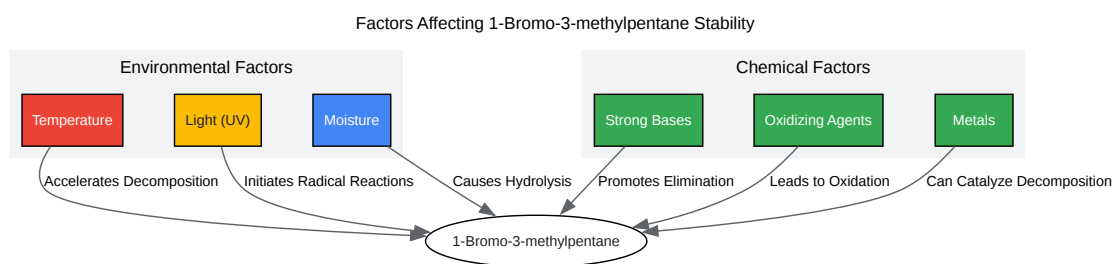 Factors Affecting 1-Bromo-3-methylpentane Stability
Environmental Factors
Chemical Factors
Temperature
Light (UV)
Moisture
Strong Bases
Oxidizing Agents
Metals
Accelerates Decomposition
Initiates Radical Reactions
Causes Hydrolysis
Promotes Elimination
Leads to Oxidation
Can Catalyze Decomposition
1-Bromo-3-methylpentane